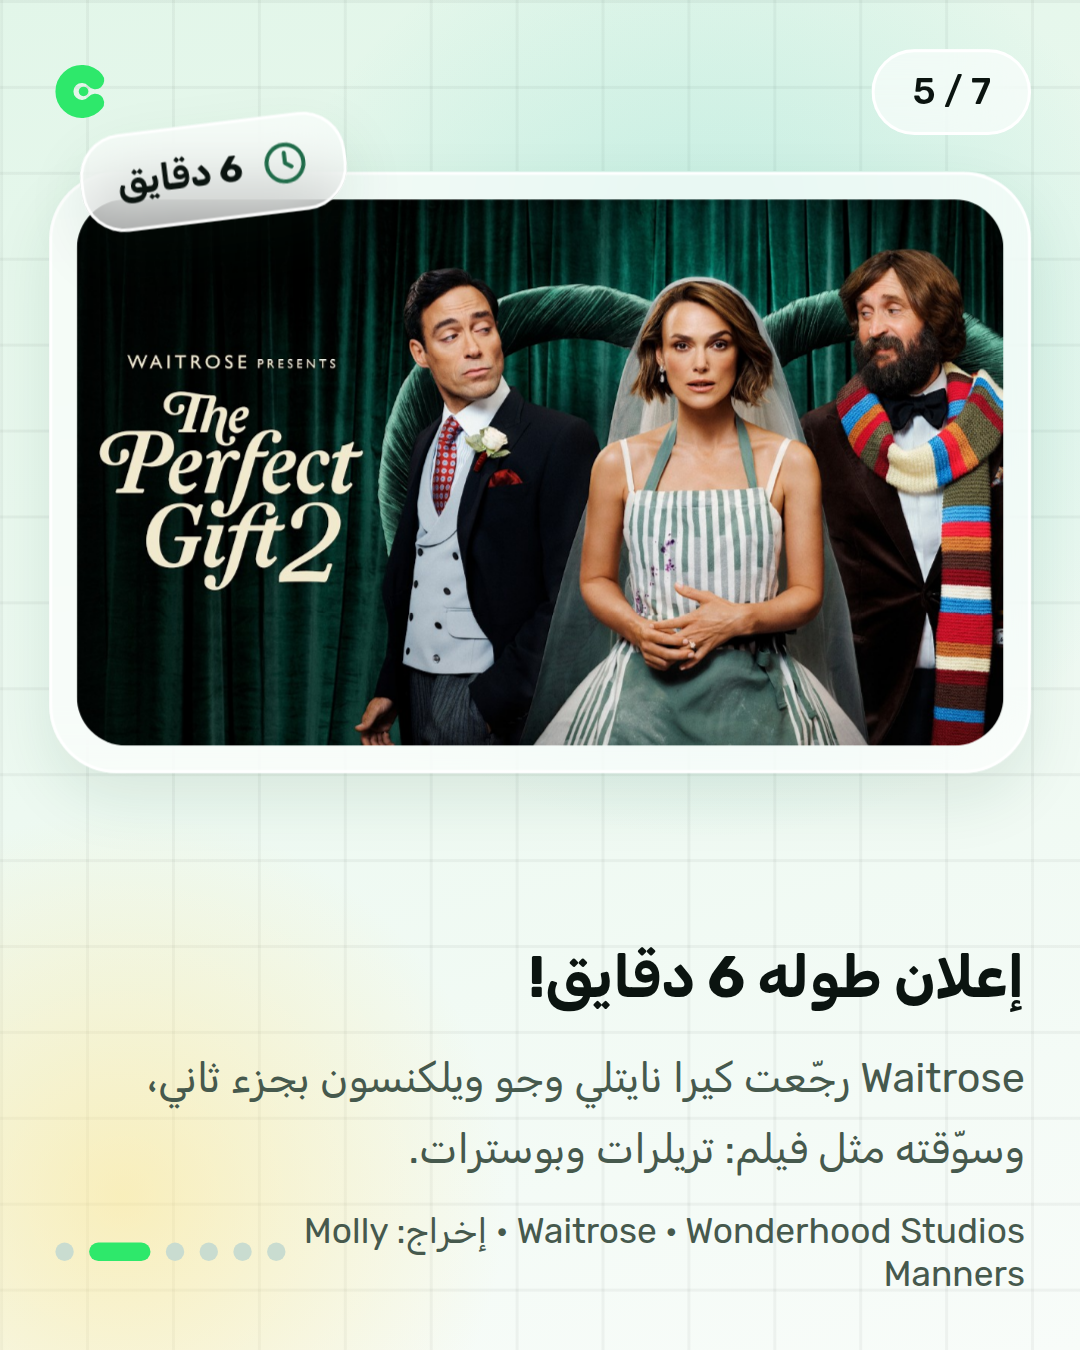 5 / 7
6 دقايق
WAITROSE PRESENTS
The
Perfect
Gift 2
إعلان طوله 6 دقايق!
Waitrose رجّعت كيرا نايتلي وجو ويلكنسون بجزء ثاني،
وسوّقته مثل فيلم: تريلرات وبوسترات.
Wonderhood Studios • Waitrose • إخراج: Molly
Manners